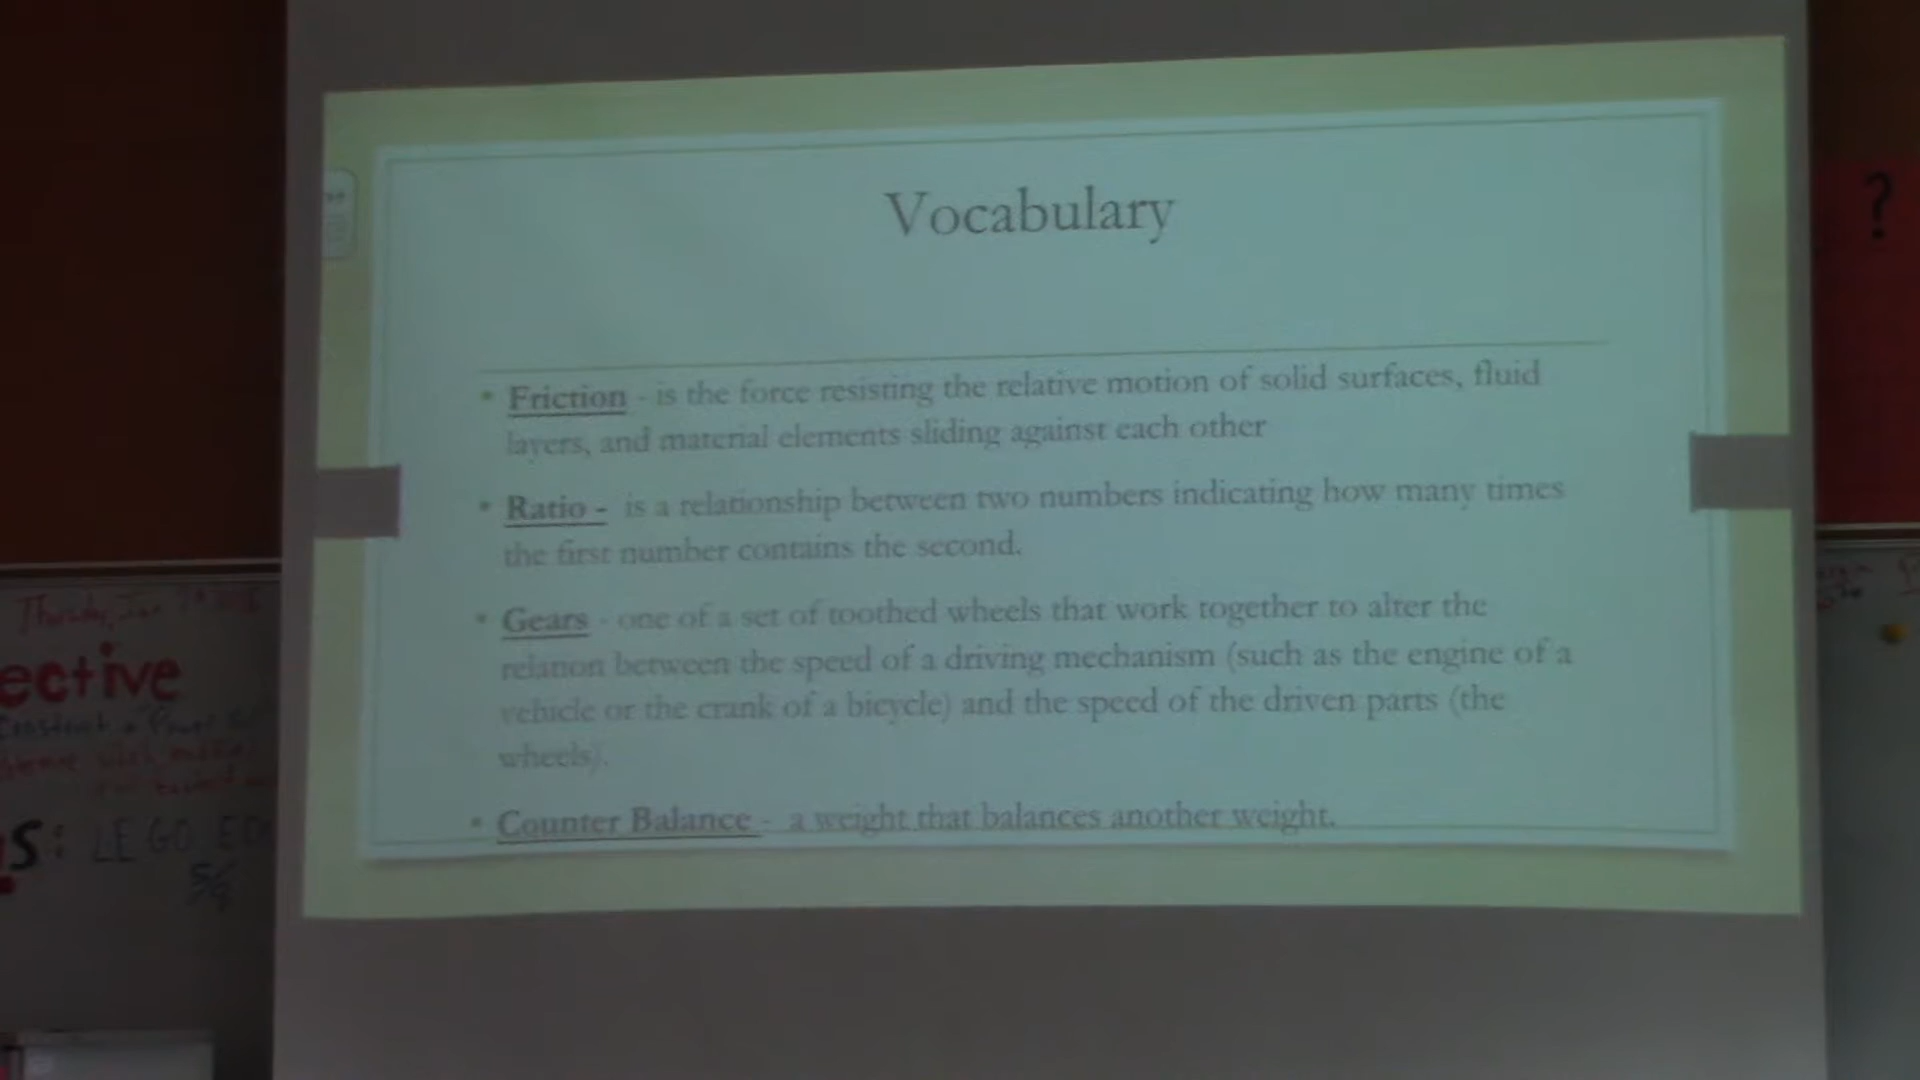 Vocabulary
• Friction - is the force resisting the relative motion of solid surfaces, fluid
layers, and material elements sliding against each other
• Ratio - is a relationship between two numbers indicating how many times
the first number contains the second.
• Gears - one of a set of toothed wheels that work together to alter the
relation between the speed of a driving mechanism (such as the engine of a
vehicle or the crank of a bicycle) and the speed of the driven parts (the
wheels).
• Counter Balance - a weight that balances another weight.
?
Thursday,
ective
Construct a
S: LEGO ED